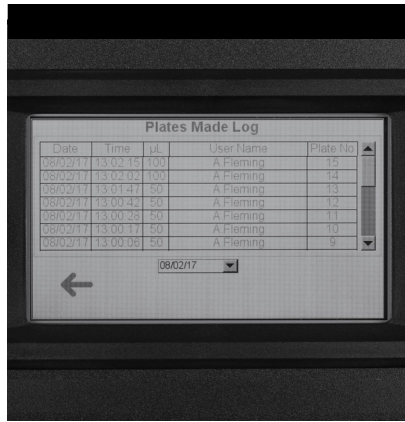 Plates Made Log
Date Time µL User Name Plate No
08/02/17 13:02:15 100 A.Fleming 15
08/02/17 13:02:02 100 A.Fleming 14
08/02/17 13:01:47 50 A.Fleming 13
08/02/17 13:00:42 50 A.Fleming 12
08/02/17 13:00:28 50 A.Fleming 11
08/02/17 13:00:17 50 A.Fleming 10
08/02/17 13:00:06 50 A.Fleming 9
08/02/17